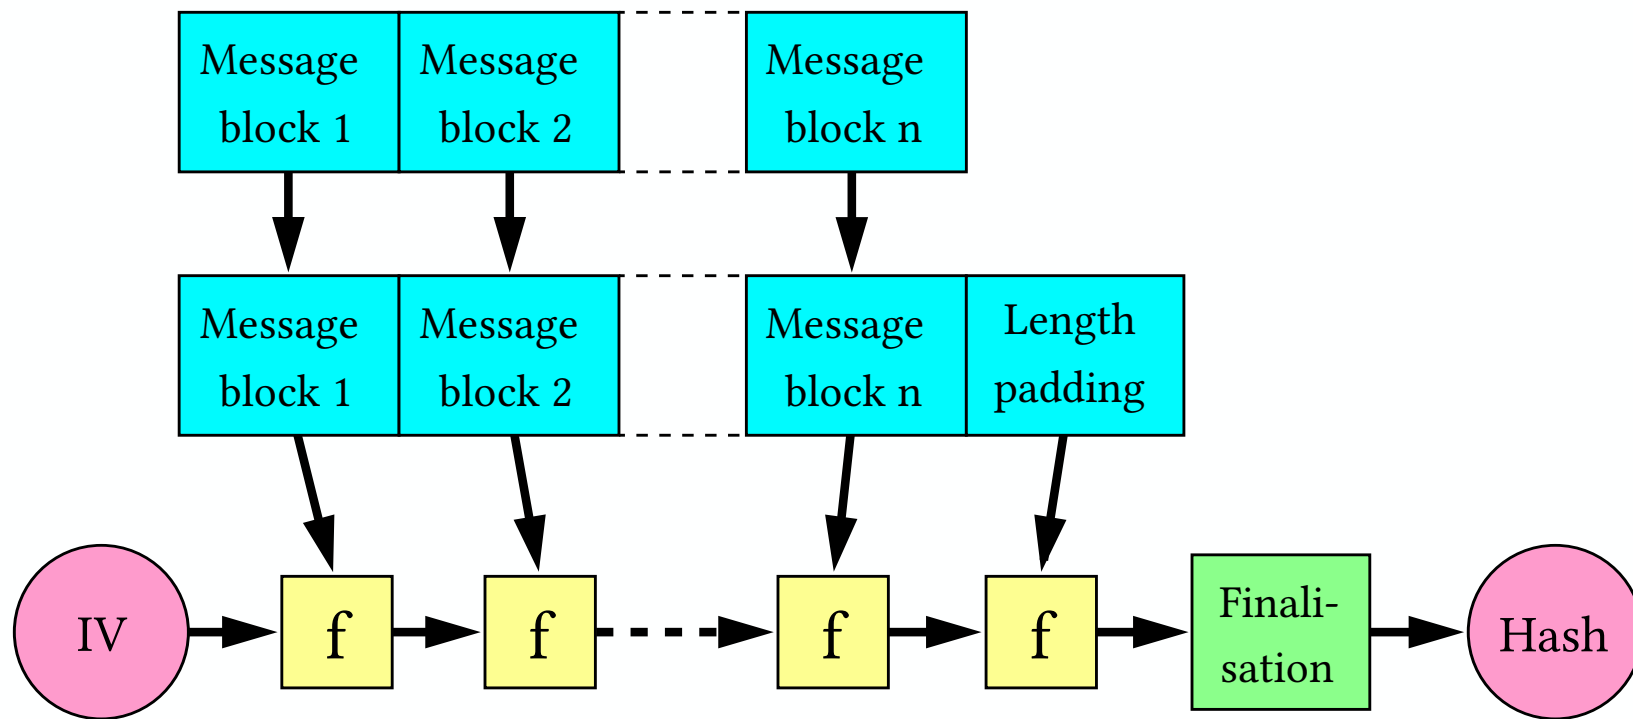 Message
block 1
Message
block 2
Message
block n
Message
block 1
Message
block 2
Message
block n
Length
padding
IV
f
f
f
f
Finali-
sation
Hash